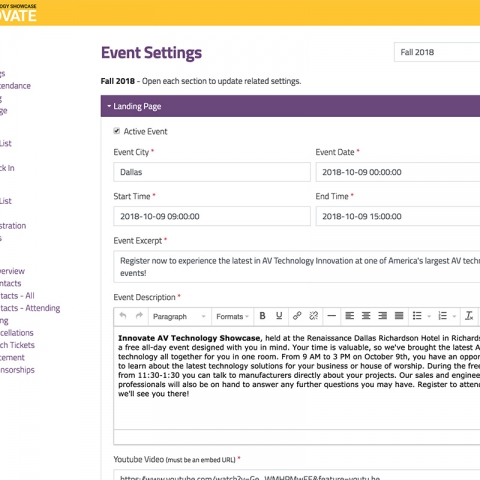 LOGY SHOWCASE
OVATE
Event Settings
Fall 2018
Fall 2018 - Open each section to update related settings.
Landing Page
Active Event
Event City *
Event Date *
Dallas
2018-10-09 00:00:00
Start Time *
End Time *
2018-10-09 09:00:00
2018-10-09 15:00:00
Event Excerpt *
Register now to experience the latest in AV Technology Innovation at one of America's largest AV techn
events!
Event Description *
Paragraph
Formats
B
U
Innovate AV Technology Showcase, held at the Renaissance Dallas Richardson Hotel in Richards
a free all-day event designed with you in mind. Your time is valuable, so we've brought the latest A
technology all together for you in one room. From 9 AM to 3 PM on October 9th, you have an oppor
to learn about the latest technology solutions for your business or house of worship. During the free
from 11:30-1:30 you can talk to manufacturers directly about your projects. Our sales and enginee
professionals will also be on hand to answer any further questions you may have. Register to attend
we'll see you there!
Youtube Video (must be an embed URL) *
gs
tendance
g
ge
List
ck In
List
stration
s
erview
ntacts
tacts - All
tacts - Attending
ng
cellations
ch Tickets
cement
nsorships